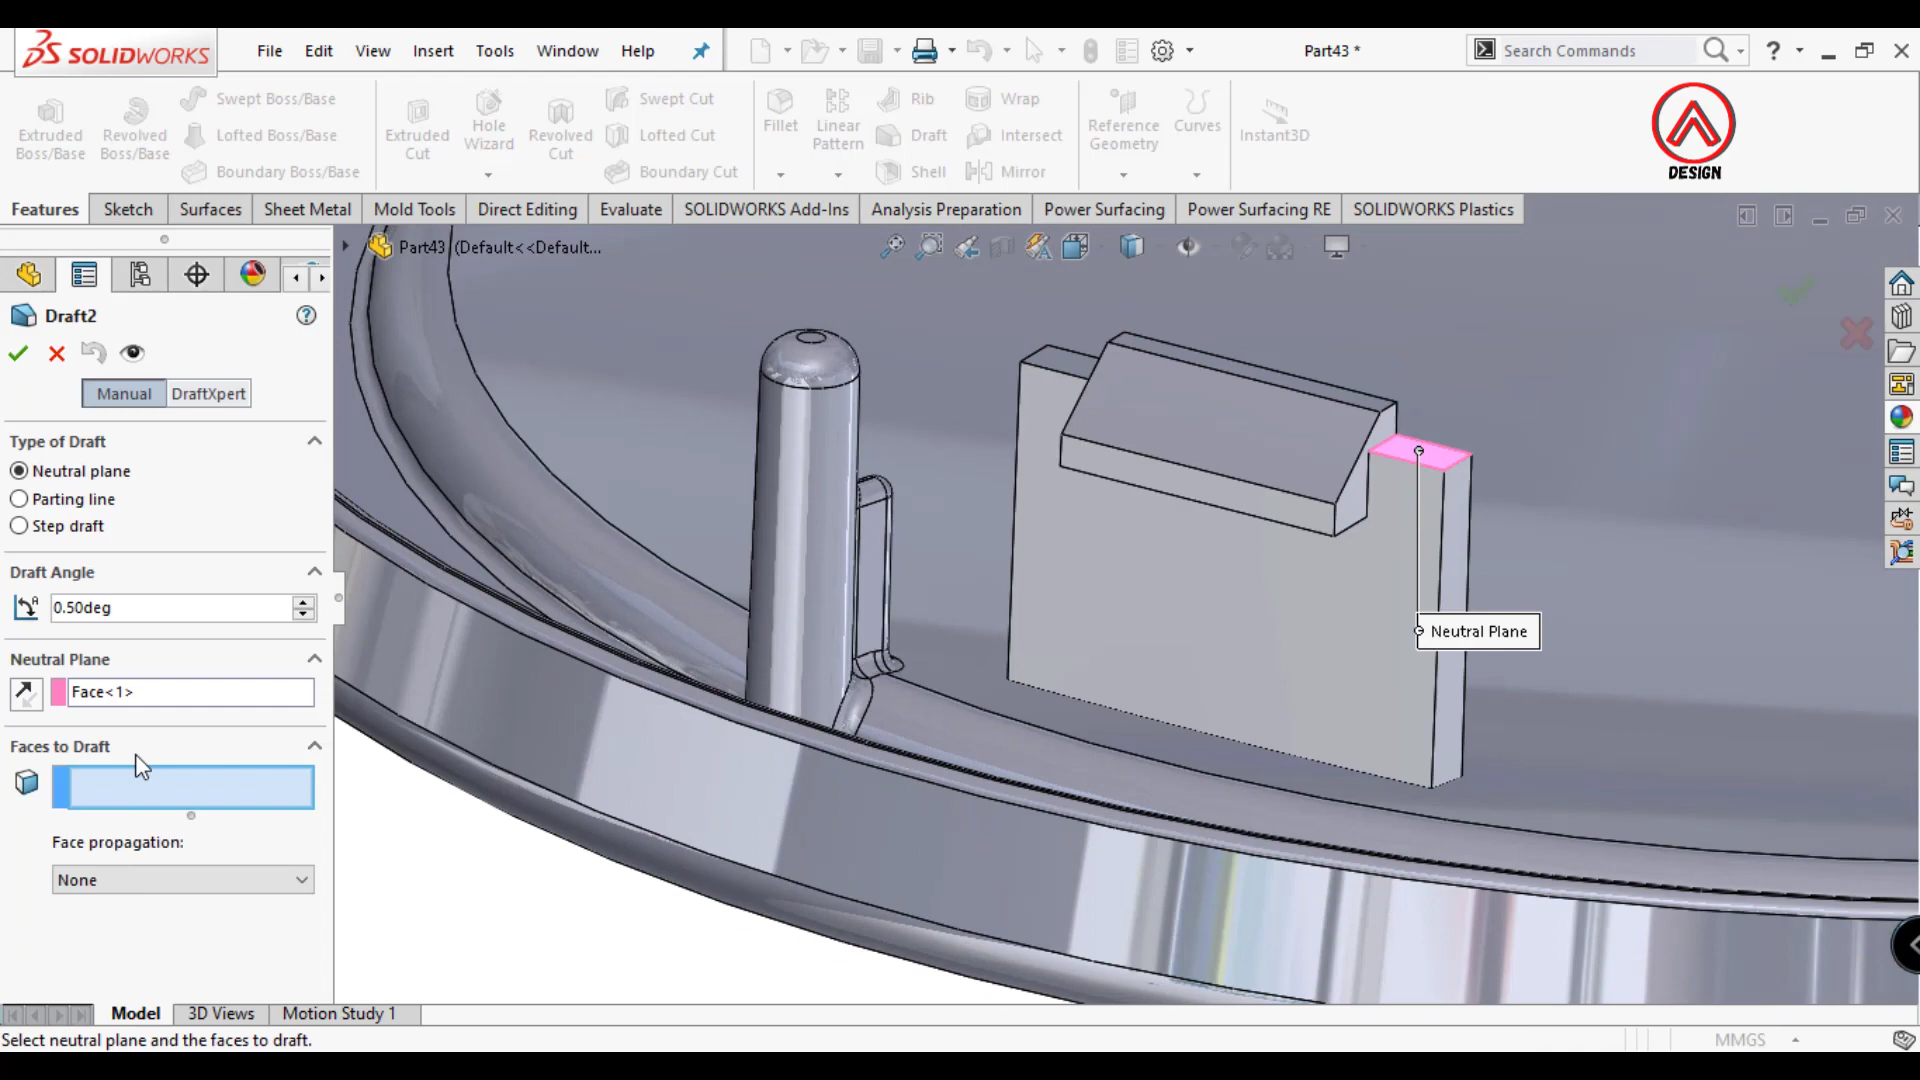 SOLIDWORKS File Edit View Insert Tools Window Help Part43 * Search Commands ?
Extruded Boss/Base
Revolved Boss/Base
Swept Boss/Base
Lofted Boss/Base
Boundary Boss/Base
Extruded Cut
Hole Wizard
Revolved Cut
Swept Cut
Lofted Cut
Boundary Cut
Fillet
Linear Pattern
Rib
Draft
Shell
Wrap
Intersect
Mirror
Reference Geometry
Curves
Instant3D
DESIGN
Features Sketch Surfaces Sheet Metal Mold Tools Direct Editing Evaluate SOLIDWORKS Add-Ins Analysis Preparation Power Surfacing Power Surfacing RE SOLIDWORKS Plastics
Part43 (Default<<Default...
Draft2
Manual DraftXpert
Type of Draft
Neutral plane
Parting line
Step draft
Draft Angle
0.50deg
Neutral Plane
Face<1>
Faces to Draft
Face propagation:
None
Neutral Plane
Model 3D Views Motion Study 1
Select neutral plane and the faces to draft.
MMGS